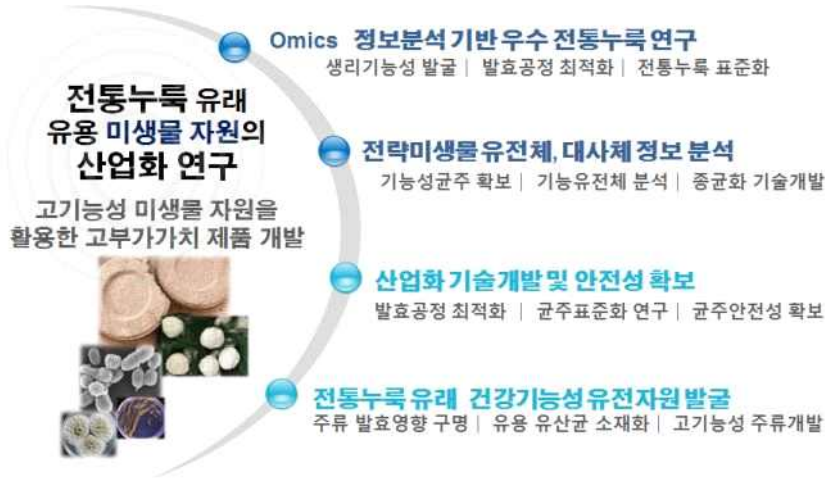 전통누룩 유래
유용 미생물 자원의
산업화 연구
고기능성 미생물 자원을
활용한 고부가가치 제품 개발
Omics 정보분석 기반 우수 전통누룩 연구
생리기능성 발굴 | 발효공정 최적화 | 전통누룩 표준화
전략미생물 유전체, 대사체 정보 분석
기능성균주 확보 | 기능유전체 분석 | 종균화 기술개발
산업화 기술개발 및 안전성 확보
발효공정 최적화 | 균주표준화 연구 | 균주안전성 확보
전통누룩 유래 건강기능성 유전자원 발굴
주류 발효영향 구명 | 유용 유산균 소재화 | 고기능성 주류개발